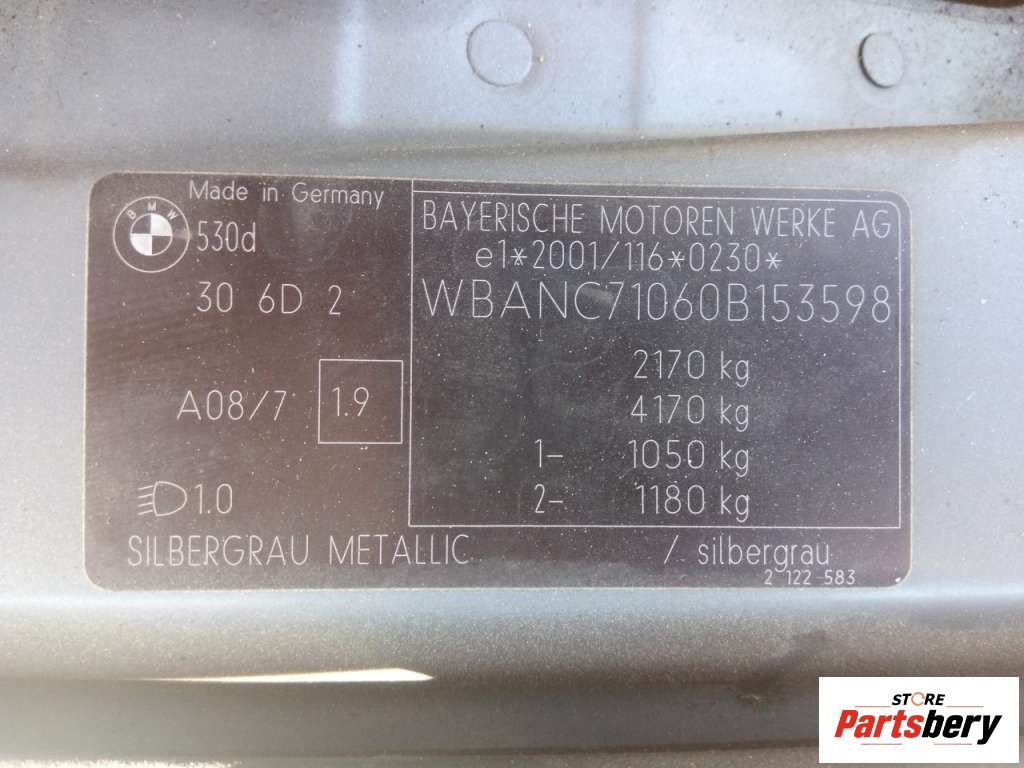 Made in Germany
BMW
530d
30 6D 2
A08/7 1.9
1.0
SILBERGRAU METALLIC / silbergrau
2 122 583
BAYERISCHE MOTOREN WERKE AG
e1*2001/116*0230*
WBANC71060B153598
2170 kg
4170 kg
1- 1050 kg
2- 1180 kg
STORE
Partsbery